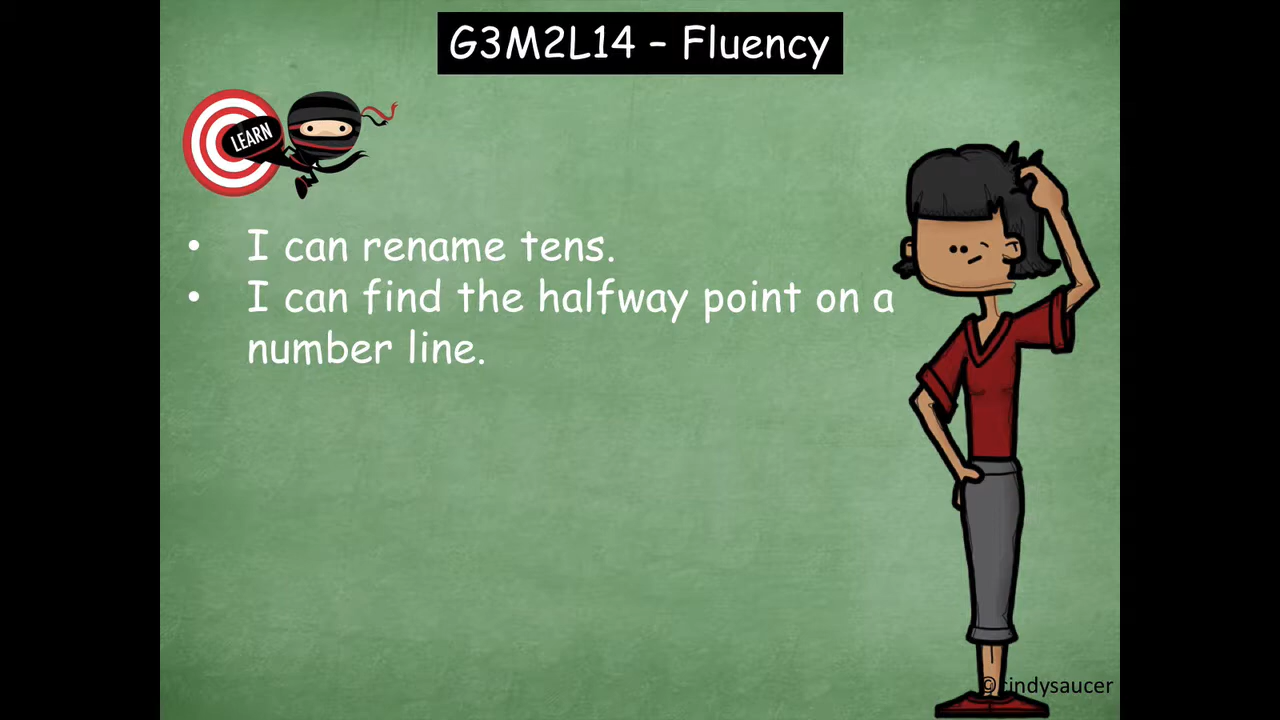 G3M2L14 – Fluency
LEARN
• I can rename tens.
• I can find the halfway point on a
number line.
©cindysaucer